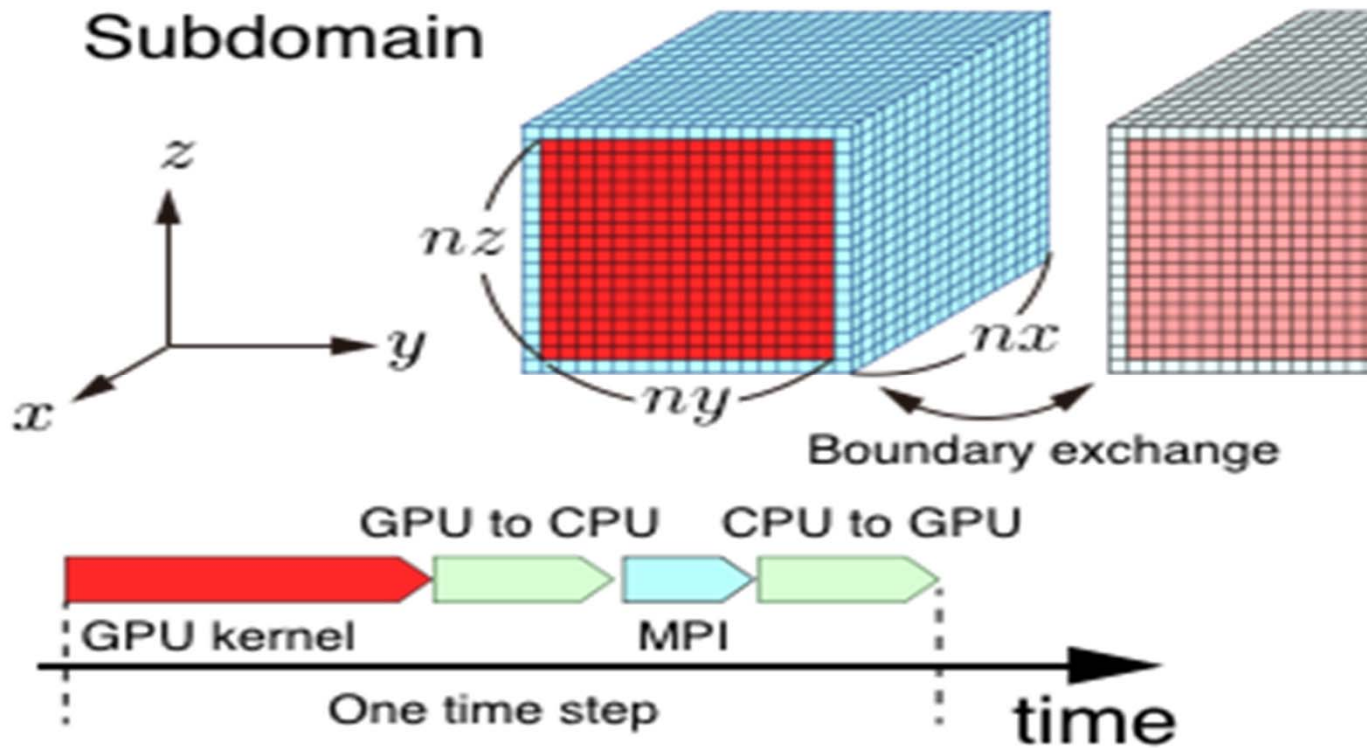 Subdomain
z
nz
y
nx
x
ny
Boundary exchange
GPU to CPU
CPU to GPU
GPU kernel
MPI
One time step
time